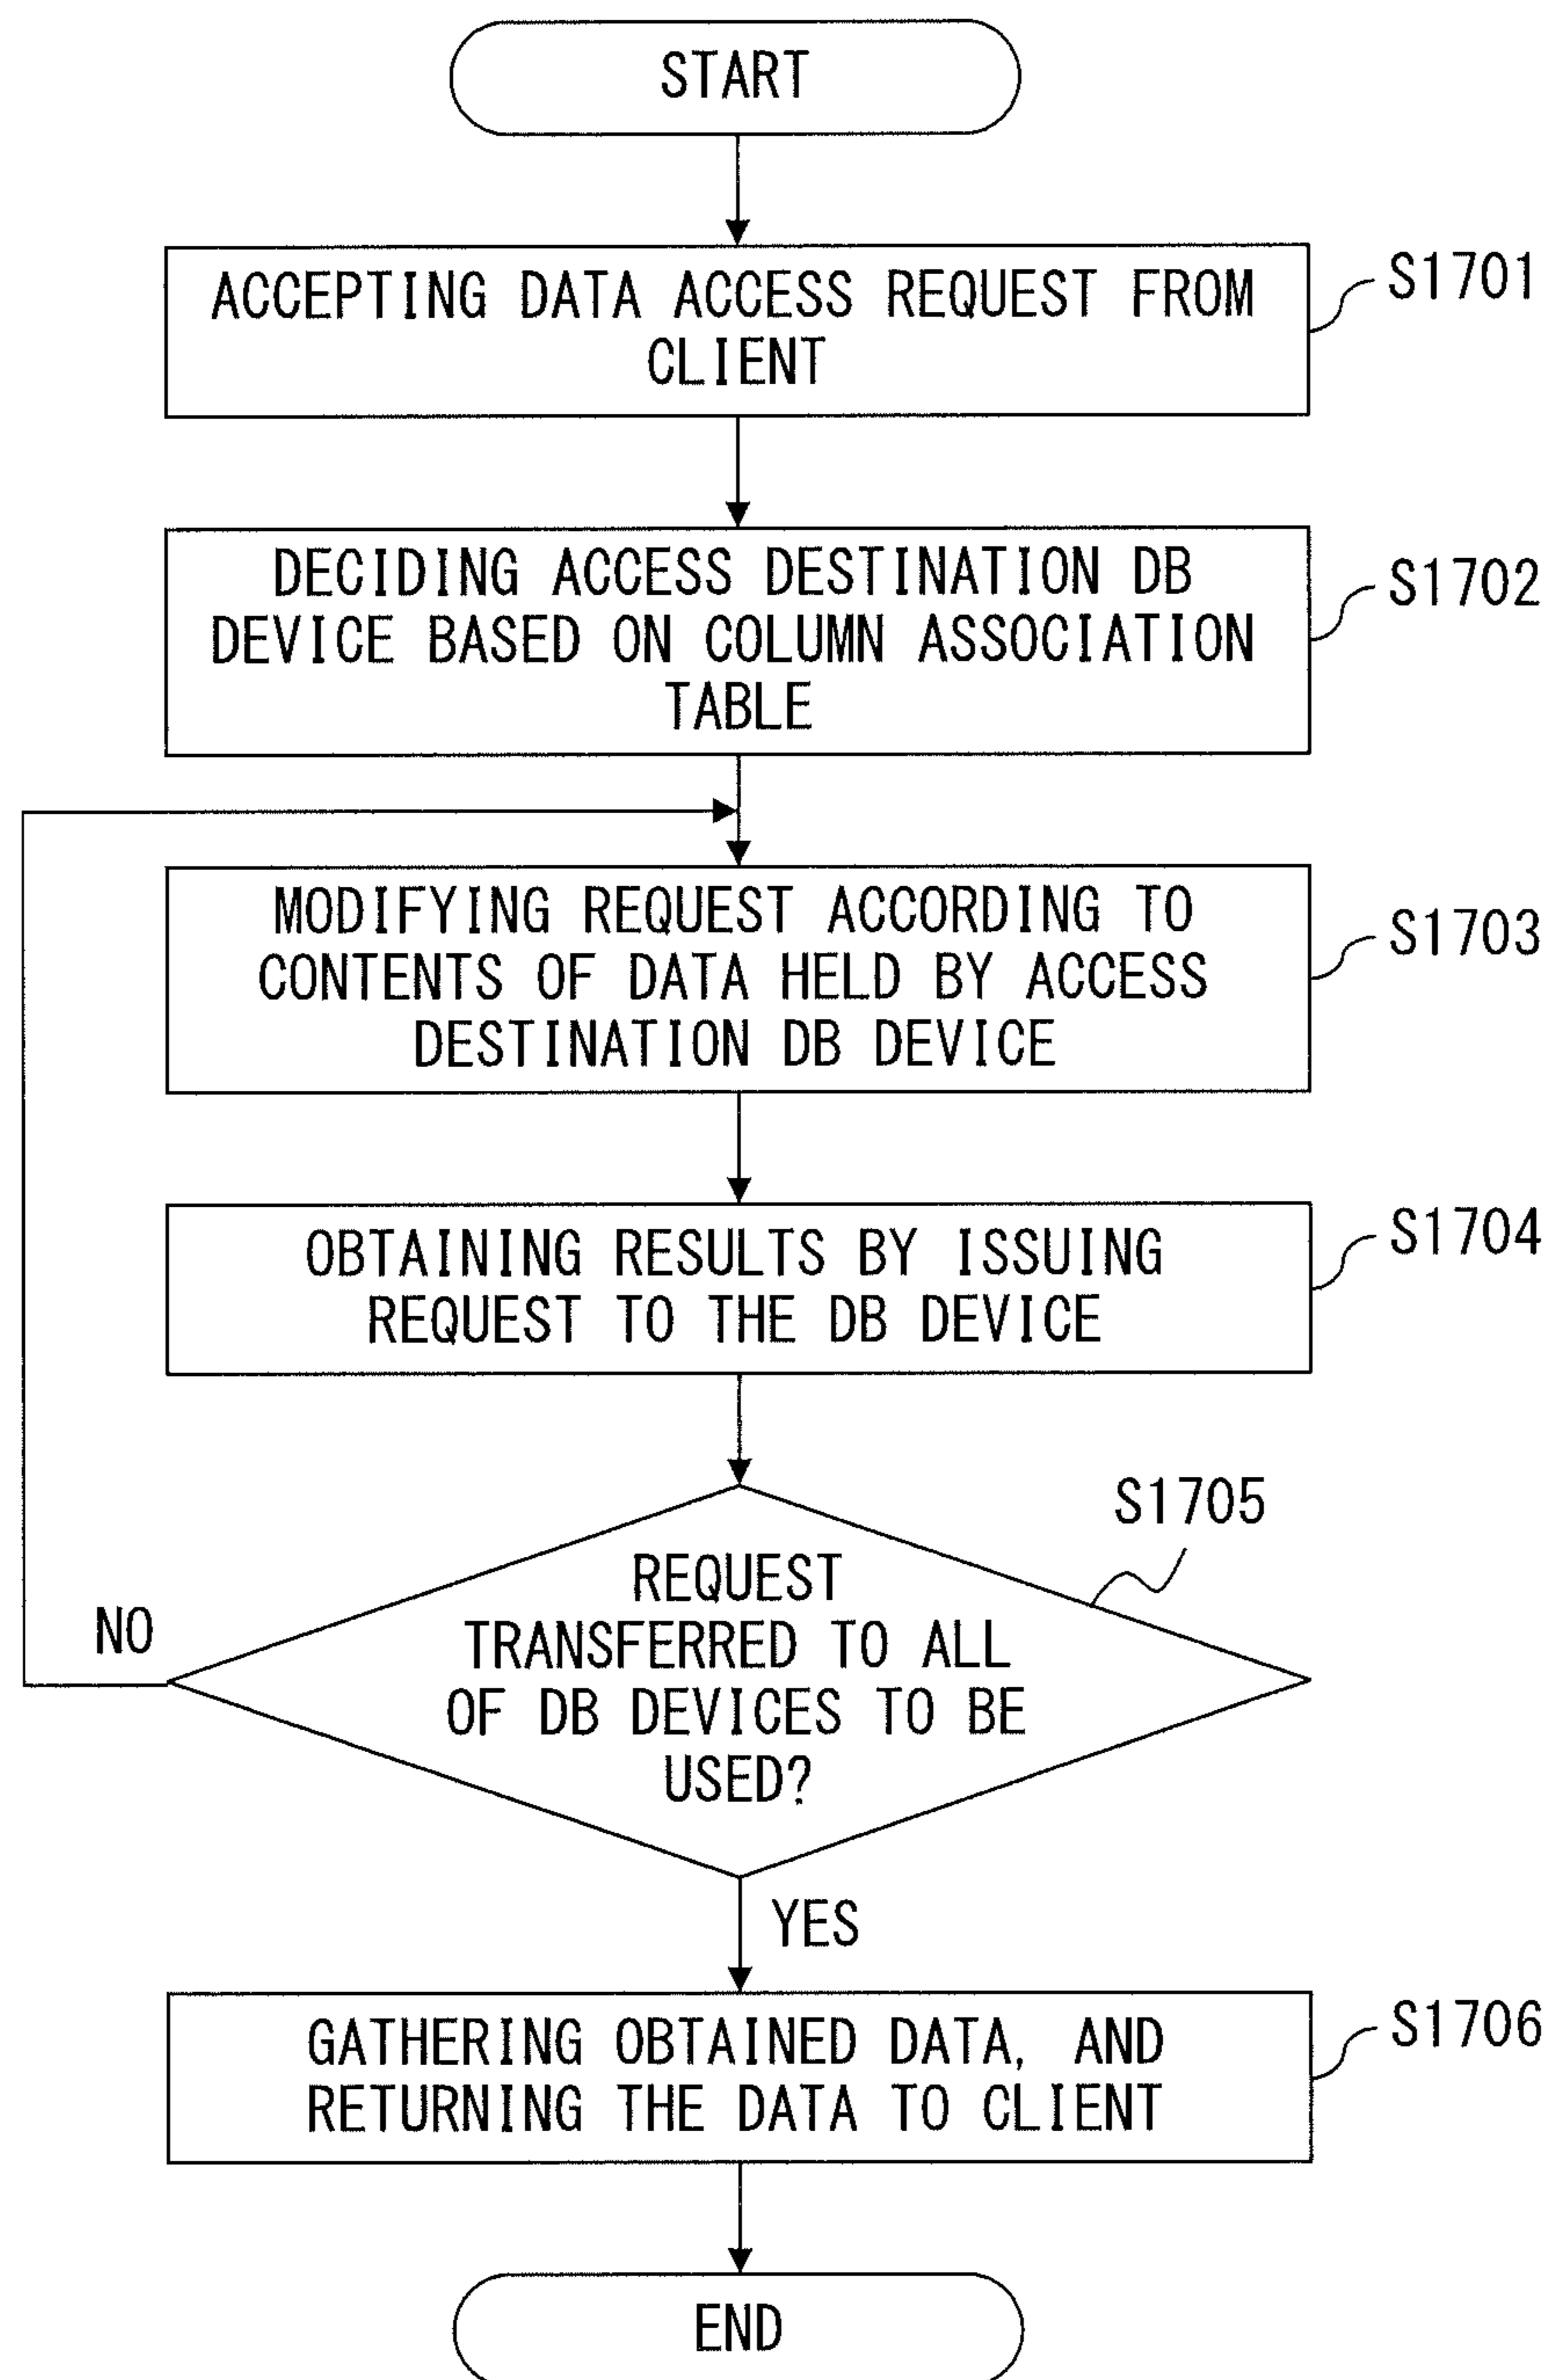 START
ACCEPTING DATA ACCESS REQUEST FROM
CLIENT
S1701
DECIDING ACCESS DESTINATION DB
DEVICE BASED ON COLUMN ASSOCIATION
TABLE
S1702
MODIFYING REQUEST ACCORDING TO
CONTENTS OF DATA HELD BY ACCESS
DESTINATION DB DEVICE
S1703
OBTAINING RESULTS BY ISSUING
REQUEST TO THE DB DEVICE
S1704
S1705
REQUEST
TRANSFERRED TO ALL
OF DB DEVICES TO BE
USED?
NO
YES
GATHERING OBTAINED DATA, AND
RETURNING THE DATA TO CLIENT
S1706
END